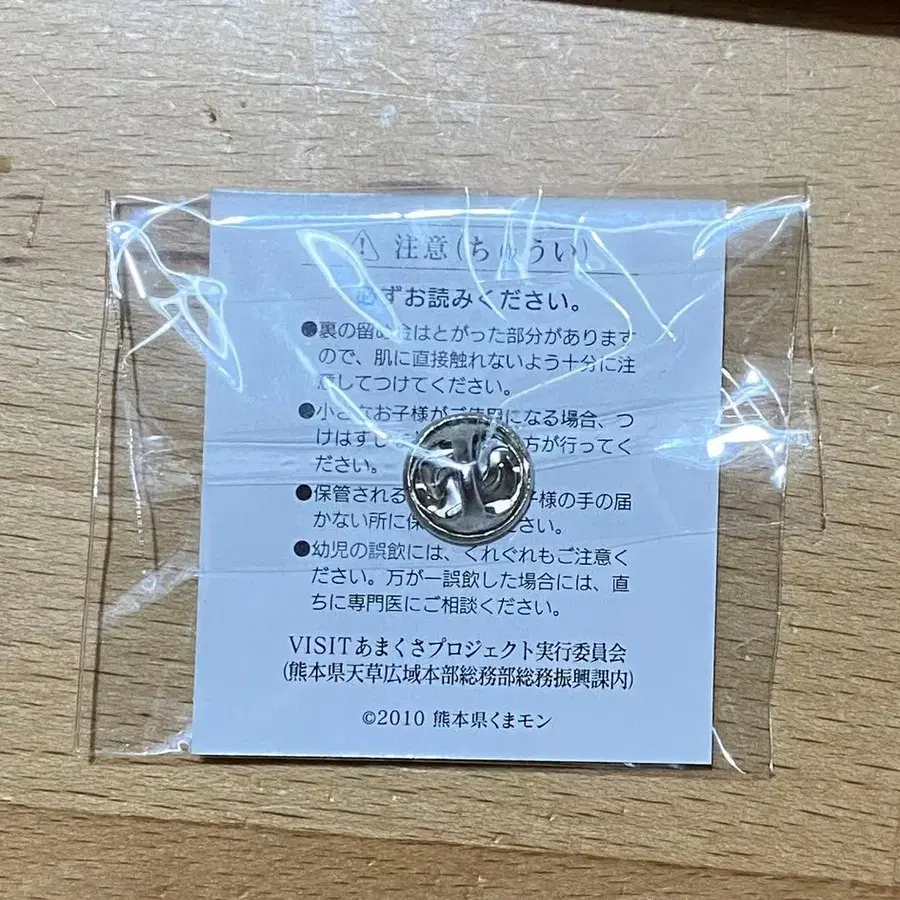 ⚠ 注意(ちゅうい)
必ずお読みください。
●裏の留め金はとがった部分があります
ので、肌に直接触れないよう十分に注
意してつけてください。
●小さなお子様がご使用になる場合、つ
けはずし 方が行ってく
ださい。
●保管される 子様の手の届
かない所に保 ださい。
●幼児の誤飲には、くれぐれもご注意く
ださい。万が一誤飲した場合には、直
ちに専門医にご相談ください。
VISITあまくさプロジェクト実行委員会
(熊本県天草広域本部総務部総務振興課内)
©2010 熊本県くまモン